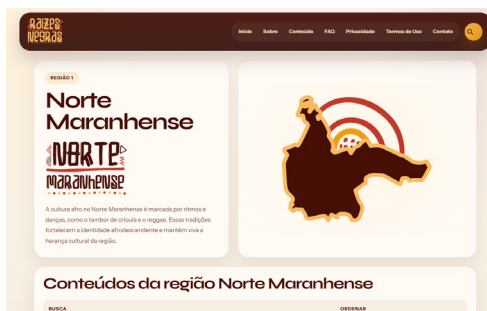 RAÍZES
NEGRAS
Início Sobre Conteúdo FAQ Privacidade Termos de Uso Contato
REGIÃO 1
Norte
Maranhense
NORTE
MARANHENSE
A cultura afro no Norte Maranhense é marcada por ritmos e
danças, como o tambor de crioula e o reggae. Essas tradições
fortalecem a identidade afrodescendente e mantêm viva a
herança cultural da região.
Conteúdos da região Norte Maranhense
BUSCA ORDENAR